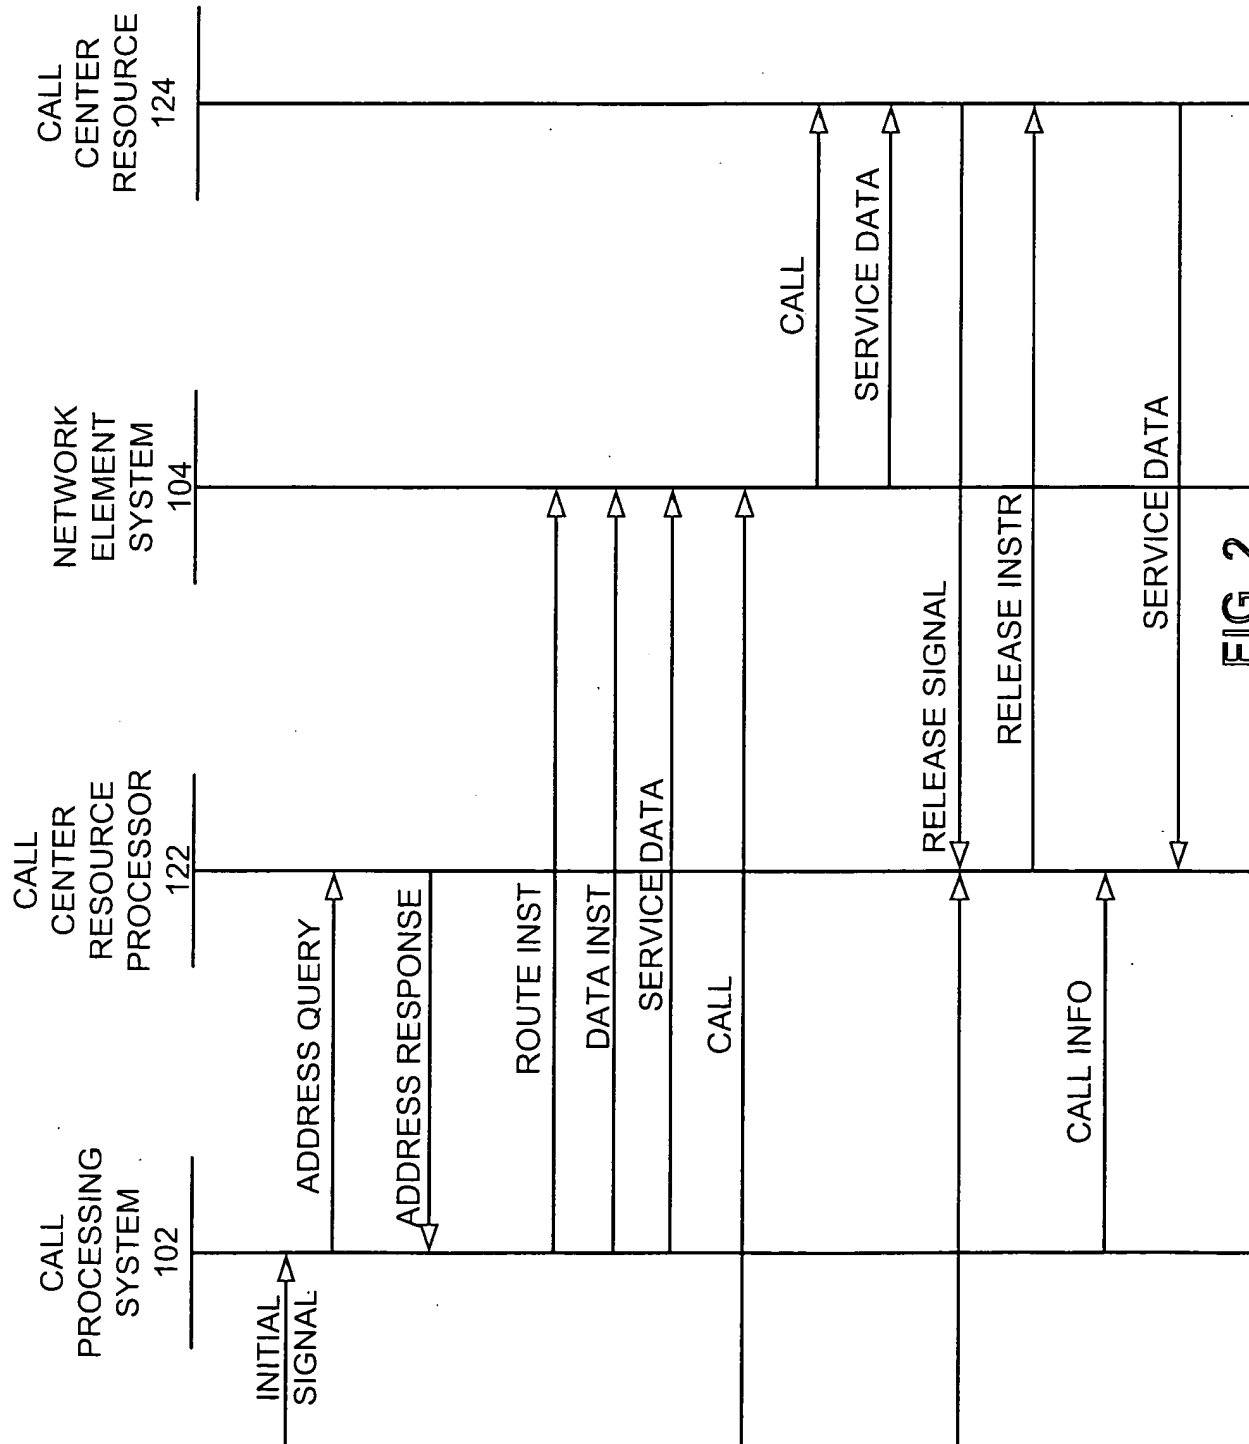 CALL
PROCESSING
SYSTEM
102
CALL
CENTER
RESOURCE
PROCESSOR
122
NETWORK
ELEMENT
SYSTEM
104
CALL
CENTER
RESOURCE
124
INITIAL
SIGNAL
ADDRESS QUERY
ADDRESS RESPONSE
ROUTE INST
DATA INST
SERVICE DATA
CALL
CALL
SERVICE DATA
RELEASE SIGNAL
RELEASE INSTR
CALL INFO
SERVICE DATA
FIG. 2